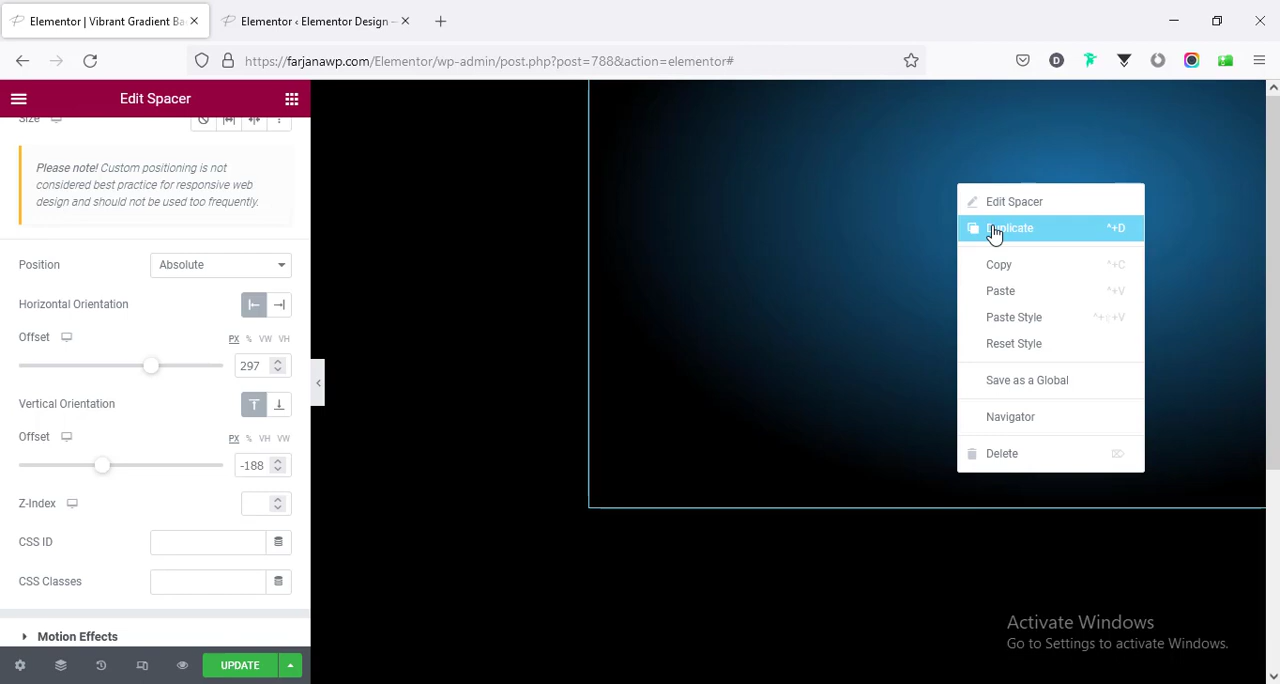 Elementor | Vibrant Gradient Ba
Elementor ‹ Elementor Design –
https://farjanawp.com/Elementor/wp-admin/post.php?post=788&action=elementor#
Edit Spacer
Size
Please note! Custom positioning is not
considered best practice for responsive web
design and should not be used too frequently.
Position
Absolute
Horizontal Orientation
Offset
PX % VW VH
297
Vertical Orientation
Offset
PX % VH VW
-188
Z-Index
CSS ID
CSS Classes
Motion Effects
UPDATE
Edit Spacer
Duplicate ^+D
Copy ^+C
Paste ^+V
Paste Style ^+⇧+V
Reset Style
Save as a Global
Navigator
Delete
Activate Windows
Go to Settings to activate Windows.